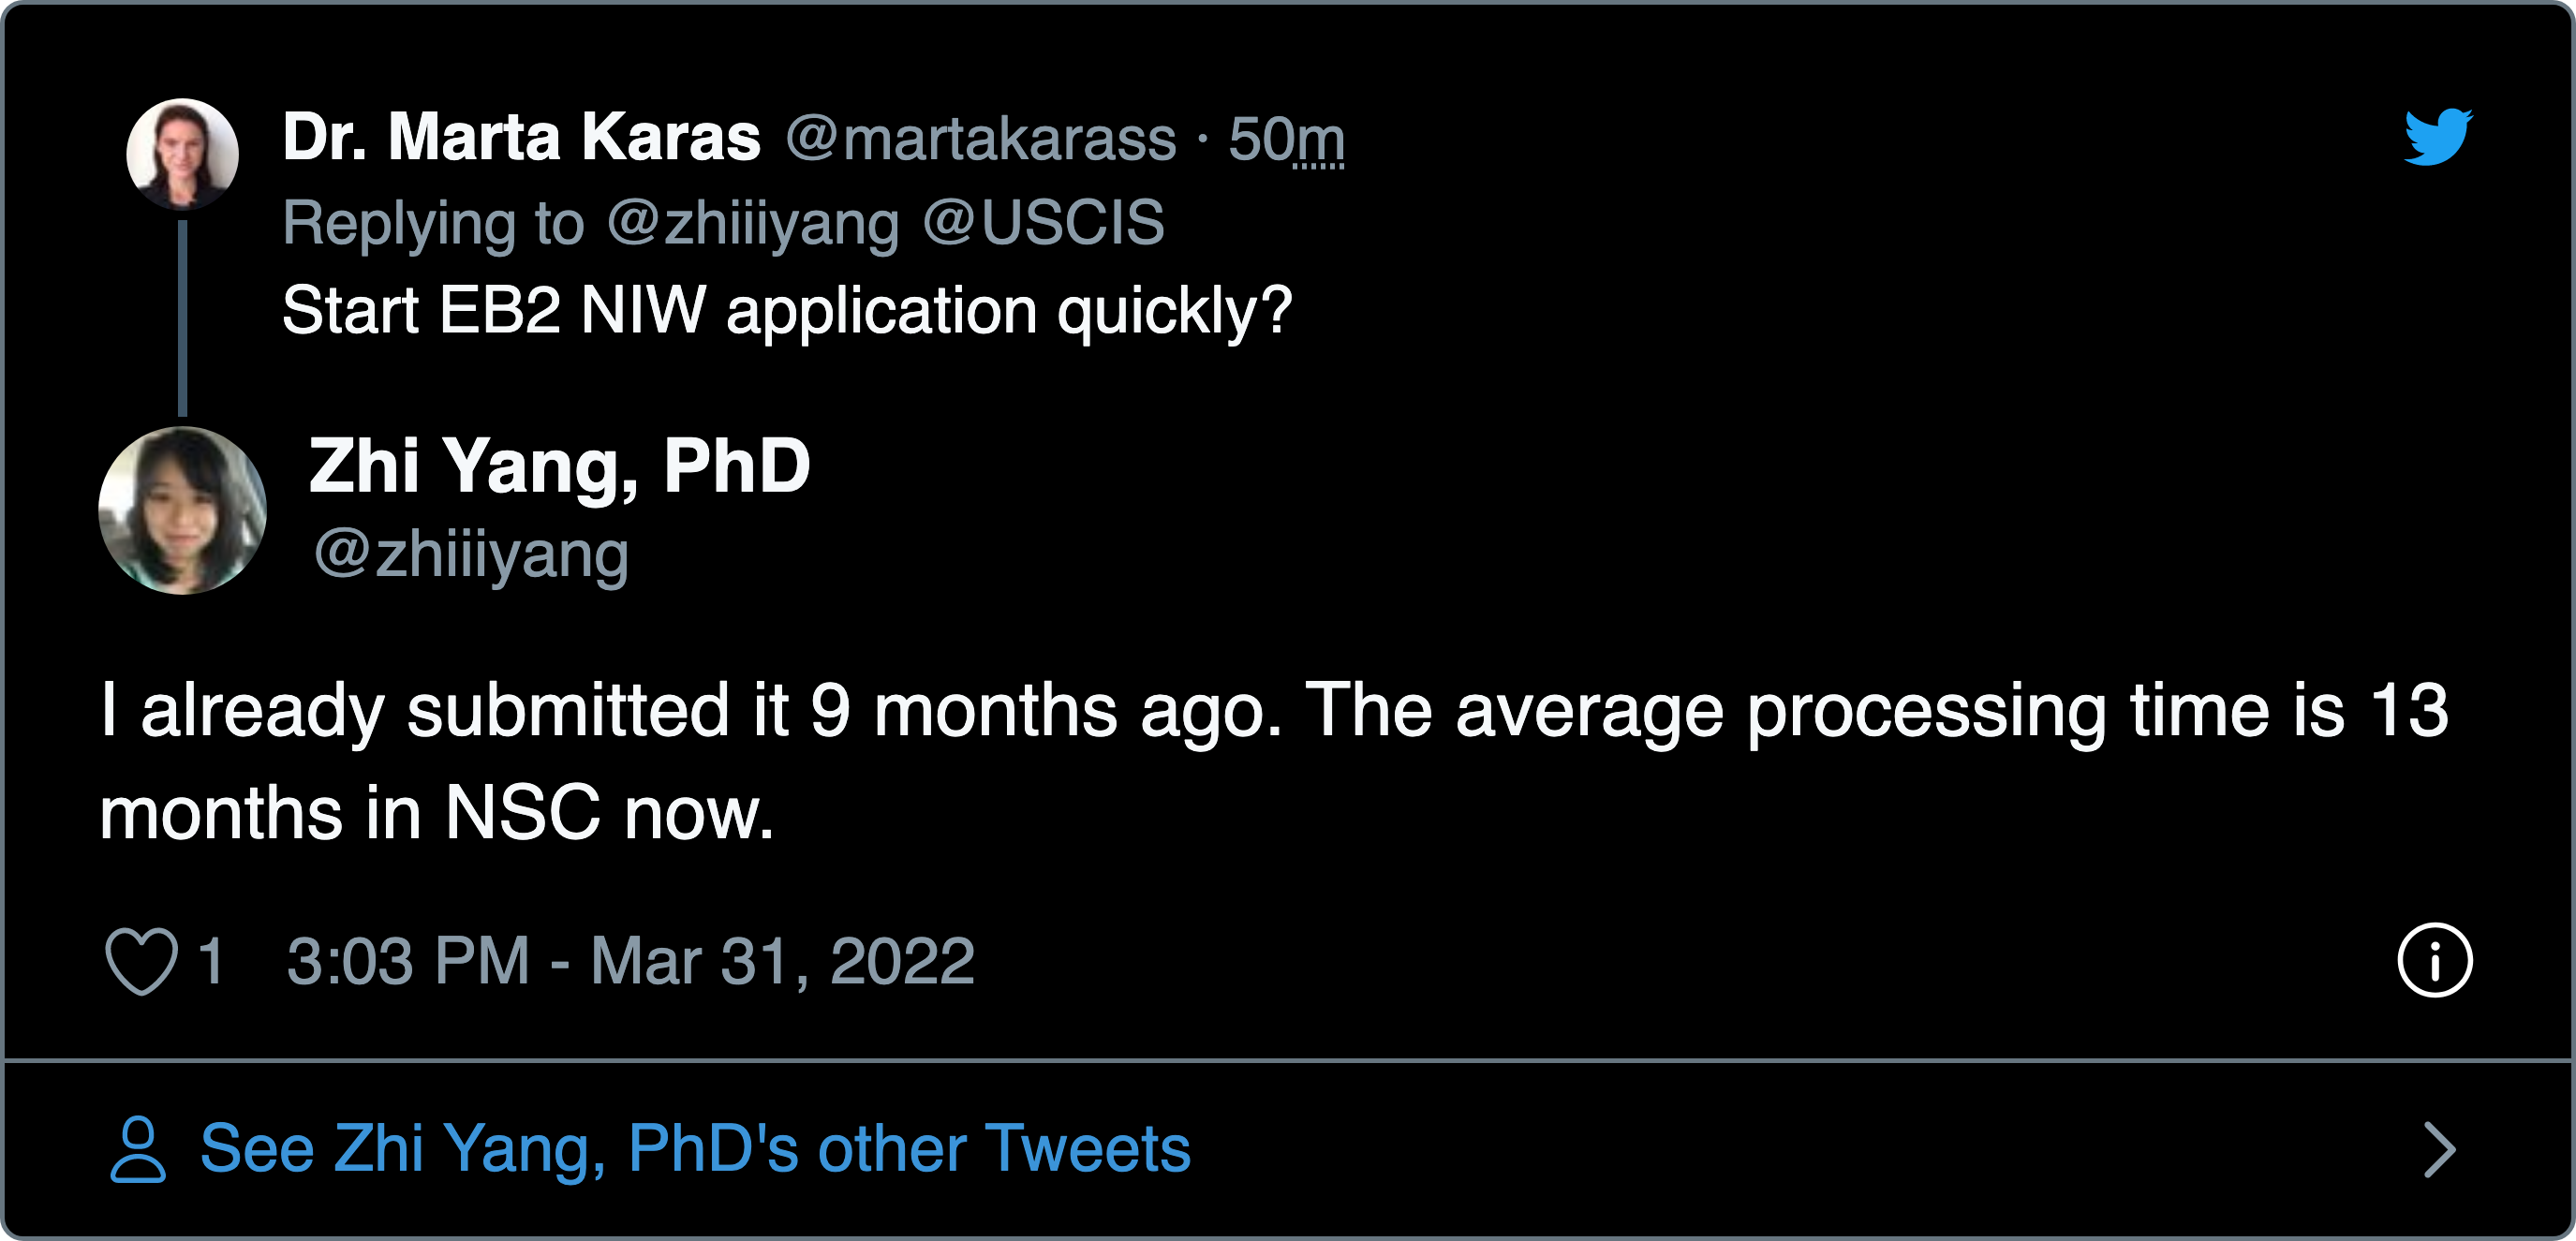 Dr. Marta Karas @martakarass · 50m
Replying to @zhiiiyang @USCIS
Start EB2 NIW application quickly?
Zhi Yang, PhD
@zhiiiyang
I already submitted it 9 months ago. The average processing time is 13
months in NSC now.
1 3:03 PM - Mar 31, 2022
See Zhi Yang, PhD's other Tweets